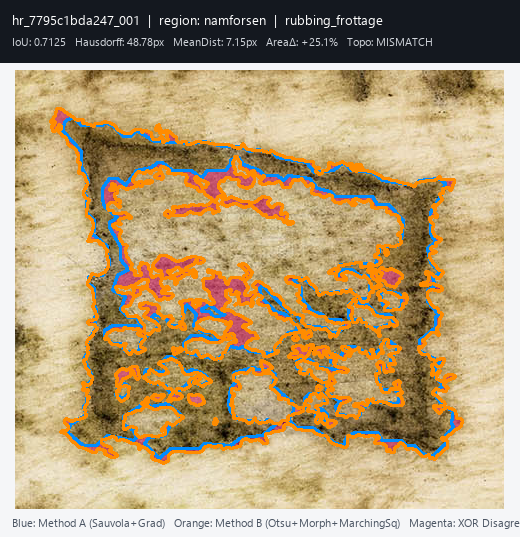 hr_7795c1bda247_001 | region: namforsen | rubbing_frottage
IoU: 0.7125 Hausdorff: 48.78px MeanDist: 7.15px AreaΔ: +25.1% Topo: MISMATCH
Blue: Method A (Sauvola+Grad) Orange: Method B (Otsu+Morph+MarchingSq) Magenta: XOR Disagre